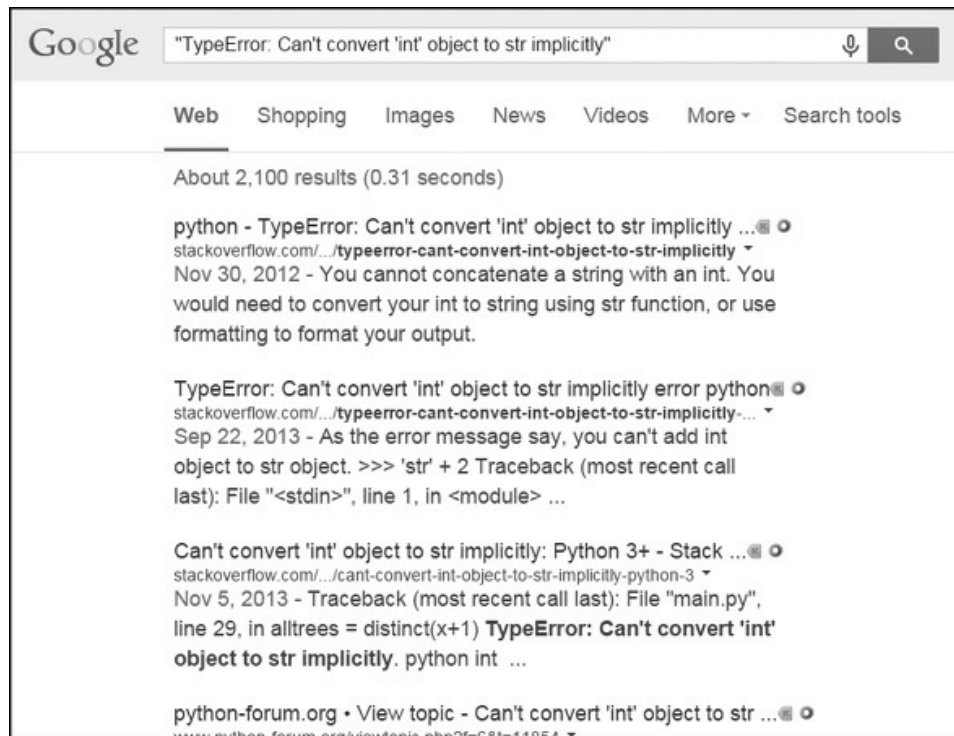 Google "TypeError: Can't convert 'int' object to str implicitly"
Web Shopping Images News Videos More Search tools
About 2,100 results (0.31 seconds)
python - TypeError: Can't convert 'int' object to str implicitly ...
stackoverflow.com/.../typeerror-cant-convert-int-object-to-str-implicitly
Nov 30, 2012 - You cannot concatenate a string with an int. You
would need to convert your int to string using str function, or use
formatting to format your output.
TypeError: Can't convert 'int' object to str implicitly error python
stackoverflow.com/.../typeerror-cant-convert-int-object-to-str-implicitly-...
Sep 22, 2013 - As the error message say, you can't add int
object to str object. >>> 'str' + 2 Traceback (most recent call
last): File "<stdin>", line 1, in <module> ...
Can't convert 'int' object to str implicitly: Python 3+ - Stack ...
stackoverflow.com/.../cant-convert-int-object-to-str-implicitly-python-3
Nov 5, 2013 - Traceback (most recent call last): File "main.py",
line 29, in alltrees = distinct(x+1) TypeError: Can't convert 'int'
object to str implicitly. python int ...
python-forum.org • View topic - Can't convert 'int' object to str ...